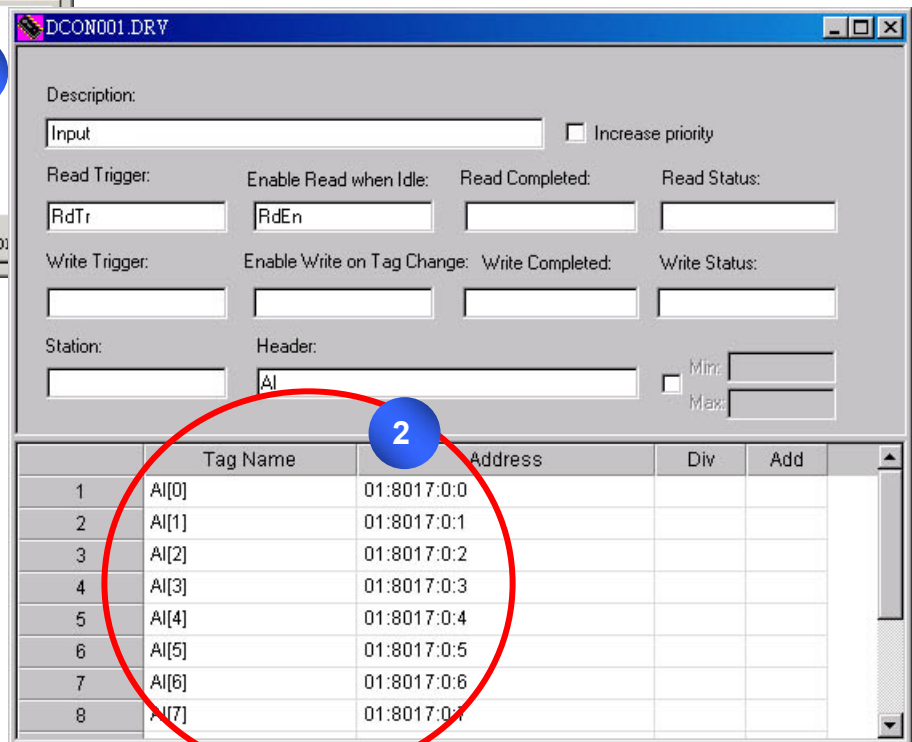 DCON001.DRV
Description:
Input
Increase priority
Read Trigger: Enable Read when Idle: Read Completed: Read Status:
RdTr RdEn
Write Trigger: Enable Write on Tag Change: Write Completed: Write Status:
Station: Header:
AI
Min:
Max:
2
Tag Name Address Div Add
1 AI[0] 01:8017:0:0
2 AI[1] 01:8017:0:1
3 AI[2] 01:8017:0:2
4 AI[3] 01:8017:0:3
5 AI[4] 01:8017:0:4
6 AI[5] 01:8017:0:5
7 AI[6] 01:8017:0:6
8 AI[7] 01:8017:0:7